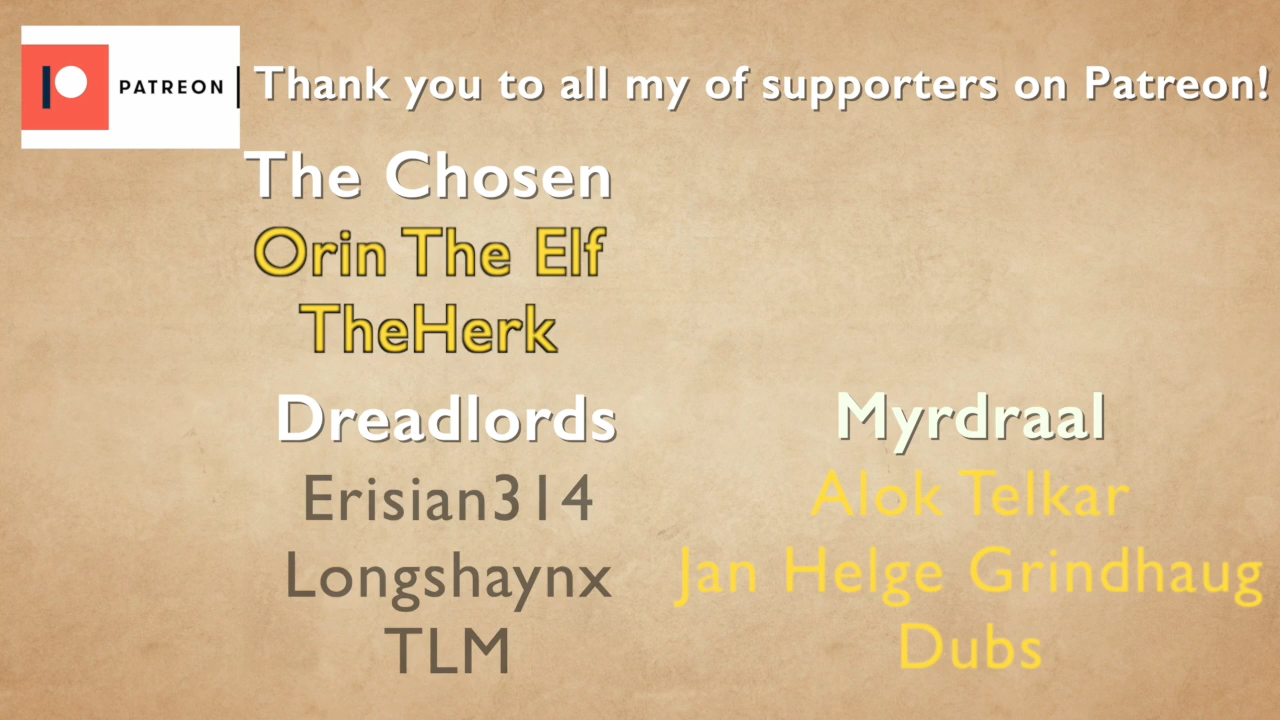 PATREON
Thank you to all my of supporters on Patreon!
The Chosen
Orin The Elf
TheHerk
Dreadlords
Erisian314
Longshaynx
TLM
Myrdraal
Alok Telkar
Jan Helge Grindhaug
Dubs